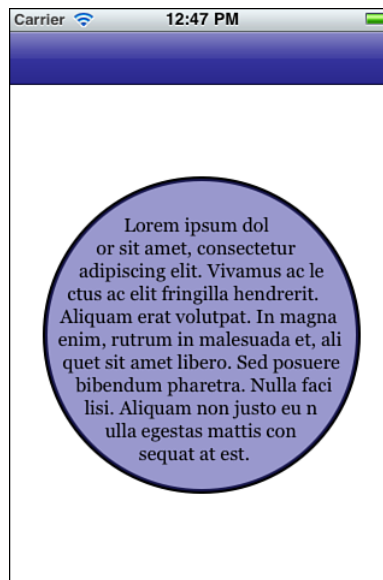 Carrier 12:47 PM
Lorem ipsum dol
or sit amet, consectetur
adipiscing elit. Vivamus ac le
ctus ac elit fringilla hendrerit.
Aliquam erat volutpat. In magna
enim, rutrum in malesuada et, ali
quet sit amet libero. Sed posuere
bibendum pharetra. Nulla faci
lisi. Aliquam non justo eu n
ulla egestas mattis con
sequat at est.